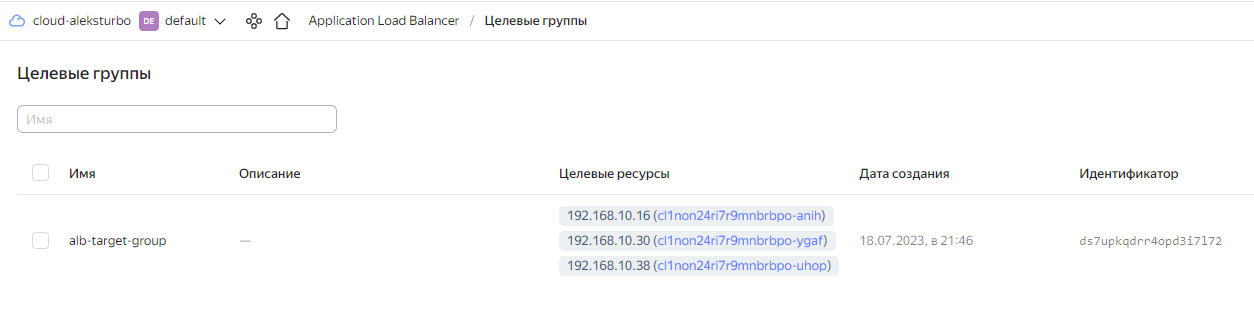 cloud-aleksturbo DE default Application Load Balancer / Целевые группы
Целевые группы
Имя
Имя Описание Целевые ресурсы Дата создания Идентификатор
192.168.10.16 (cl1non24ri7r9mnbrbpo-anih)
alb-target-group — 192.168.10.30 (cl1non24ri7r9mnbrbpo-ygaf) 18.07.2023, в 21:46 ds7upkqdrr4opd3i7l72
192.168.10.38 (cl1non24ri7r9mnbrbpo-uhop)